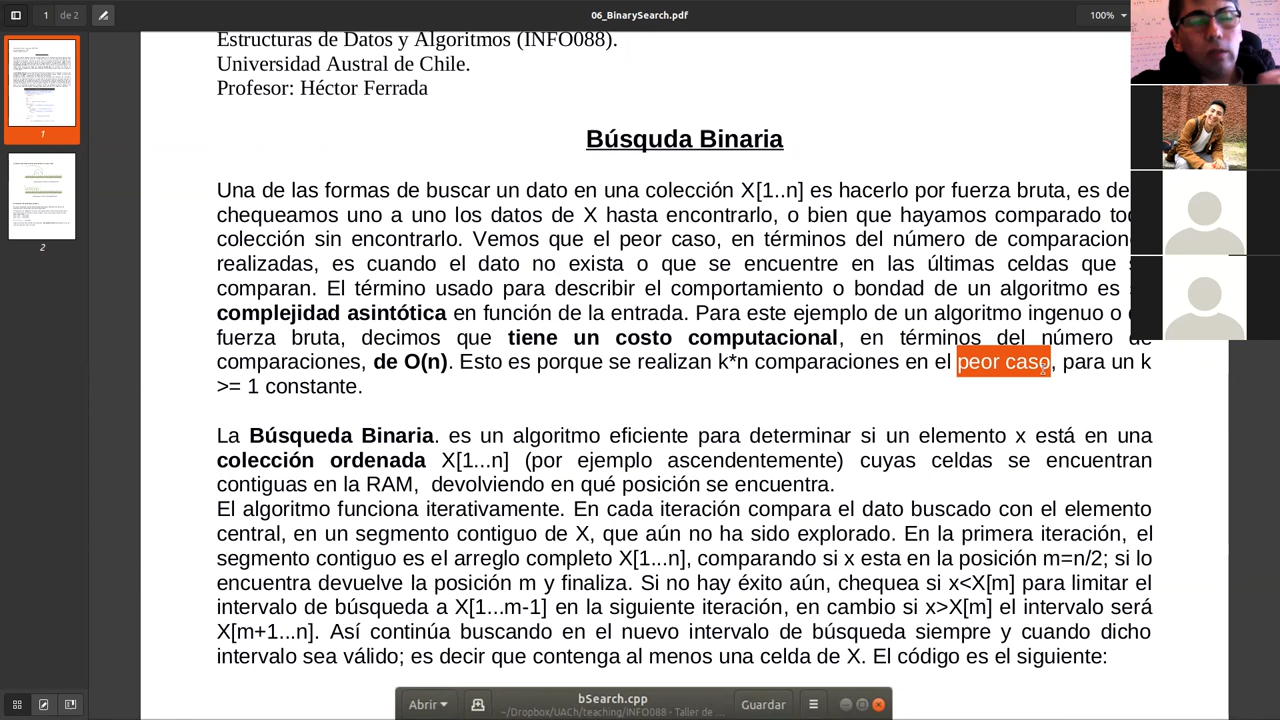 1 de 2
06_BinarySearch.pdf
100%
Estructuras de Datos y Algoritmos (INFO088).
Universidad Austral de Chile.
Profesor: Héctor Ferrada
Búsquda Binaria
Una de las formas de buscar un dato en una colección X[1..n] es hacerlo por fuerza bruta, es de
chequeamos uno a uno los datos de X hasta encontrarlo, o bien que hayamos comparado
colección sin encontrarlo. Vemos que el peor caso, en términos del número de
realizadas, es cuando el dato no exista o que se encuentre en las últimas celdas que
comparan. El término usado para describir el comportamiento o bondad de un algoritmo es
complejidad asintótica en función de la entrada. Para este ejemplo de un algoritmo ingenuo o
fuerza bruta, decimos que tiene un costo computacional, en términos del número de
comparaciones, de O(n). Esto es porque se realizan k*n comparaciones en el peor caso, para un k
>= 1 constante.
La Búsqueda Binaria. es un algoritmo eficiente para determinar si un elemento x está en una
colección ordenada X[1...n] (por ejemplo ascendentemente) cuyas celdas se encuentran
contiguas en la RAM, devolviendo en qué posición se encuentra.
El algoritmo funciona iterativamente. En cada iteración compara el dato buscado con el elemento
central, en un segmento contiguo de X, que aún no ha sido explorado. En la primera iteración, el
segmento contiguo es el arreglo completo X[1...n], comparando si x esta en la posición m=n/2; si lo
encuentra devuelve la posición m y finaliza. Si no hay éxito aún, chequea si x<X[m] para limitar el
intervalo de búsqueda a X[1...m-1] en la siguiente iteración, en cambio si x>X[m] el intervalo será
X[m+1...n]. Así continúa buscando en el nuevo intervalo de búsqueda siempre y cuando dicho
intervalo sea válido; es decir que contenga al menos una celda de X. El código es el siguiente:
1
2
Abrir
bSearch.cpp
~/Dropbox/UACh/teaching/INFO088 - Taller de ...
Guardar